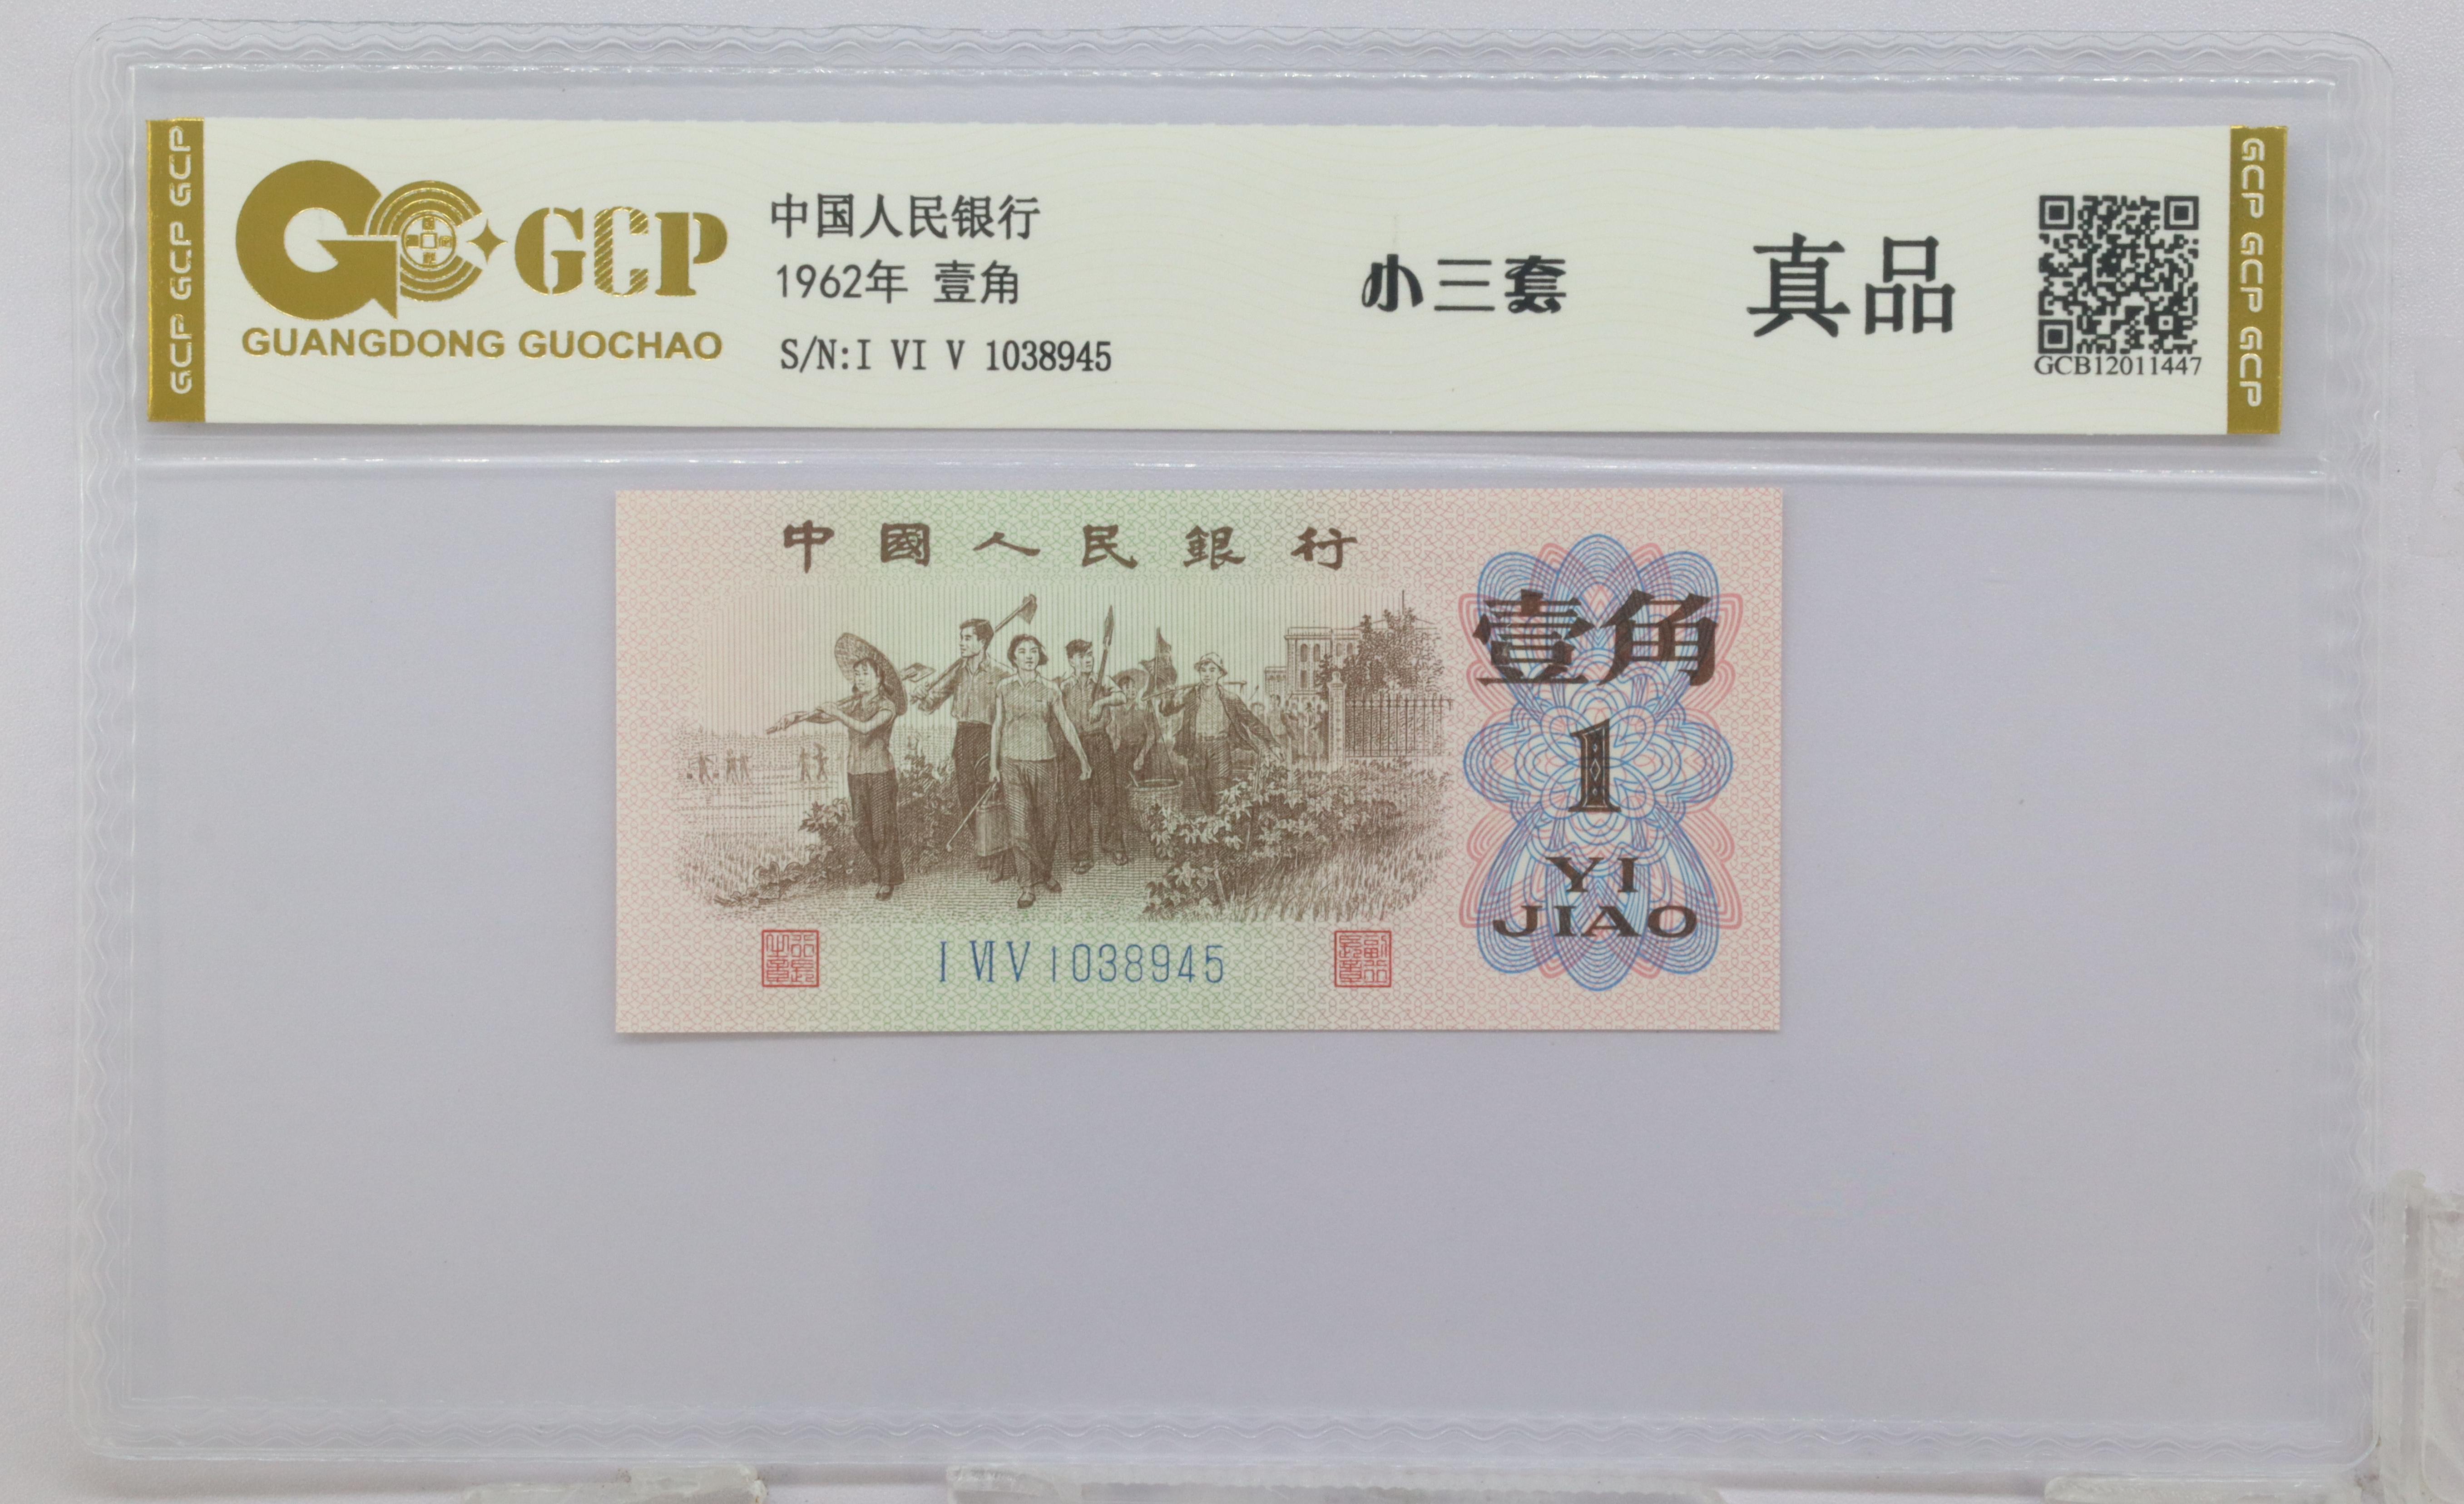 GCP GCP GCP
GCP
GUANGDONG GUOCHAO
中国人民银行
1962年 壹角
S/N:I VI V 1038945
小三套
真品
GCB12011447
GCP GCP GCP
中國人民銀行
壹角
1
YI
JIAO
I VI V 1038945